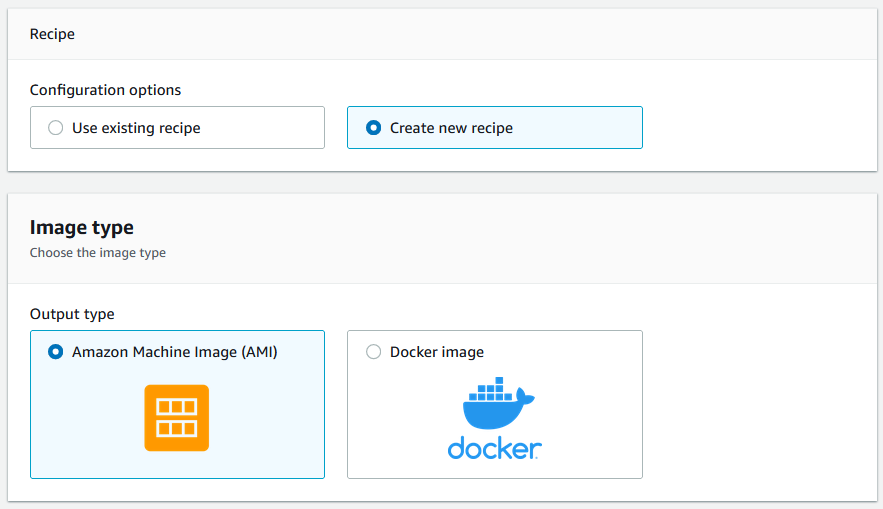 Recipe
Configuration options
Use existing recipe
Create new recipe
Image type
Choose the image type
Output type
Amazon Machine Image (AMI)
Docker image
docker